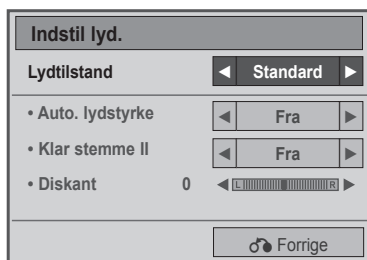 Indstil lyd.
Lydtilstand ◄ Standard ►
• Auto. lydstyrke ◄ Fra ►
• Klar stemme II ◄ Fra ►
• Diskant 0 ◄ L R ►
Forrige